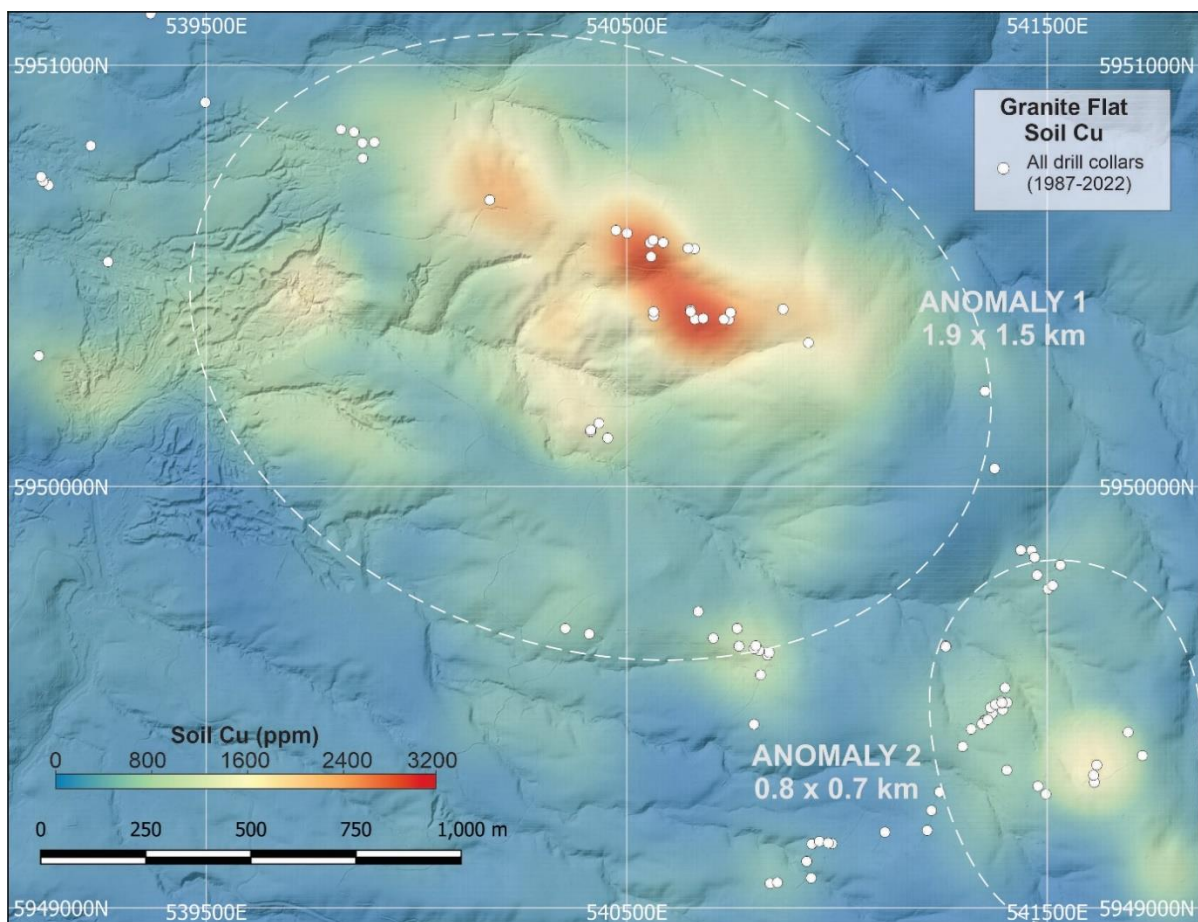 539500E 540500E 541500E
5951000N 5951000N
Granite Flat
Soil Cu
All drill collars
(1987-2022)
ANOMALY 1
1.9 x 1.5 km
5950000N 5950000N
Soil Cu (ppm)
0 800 1600 2400 3200
ANOMALY 2
0.8 x 0.7 km
0 250 500 750 1,000 m
5949000N 5949000N
539500E 540500E 541500E